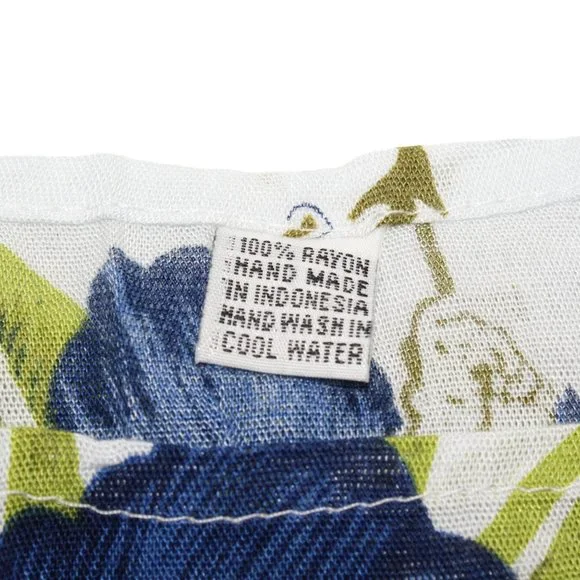 100% RAYON
HAND MADE
IN INDONESIA
HAND WASH IN
COOL WATER